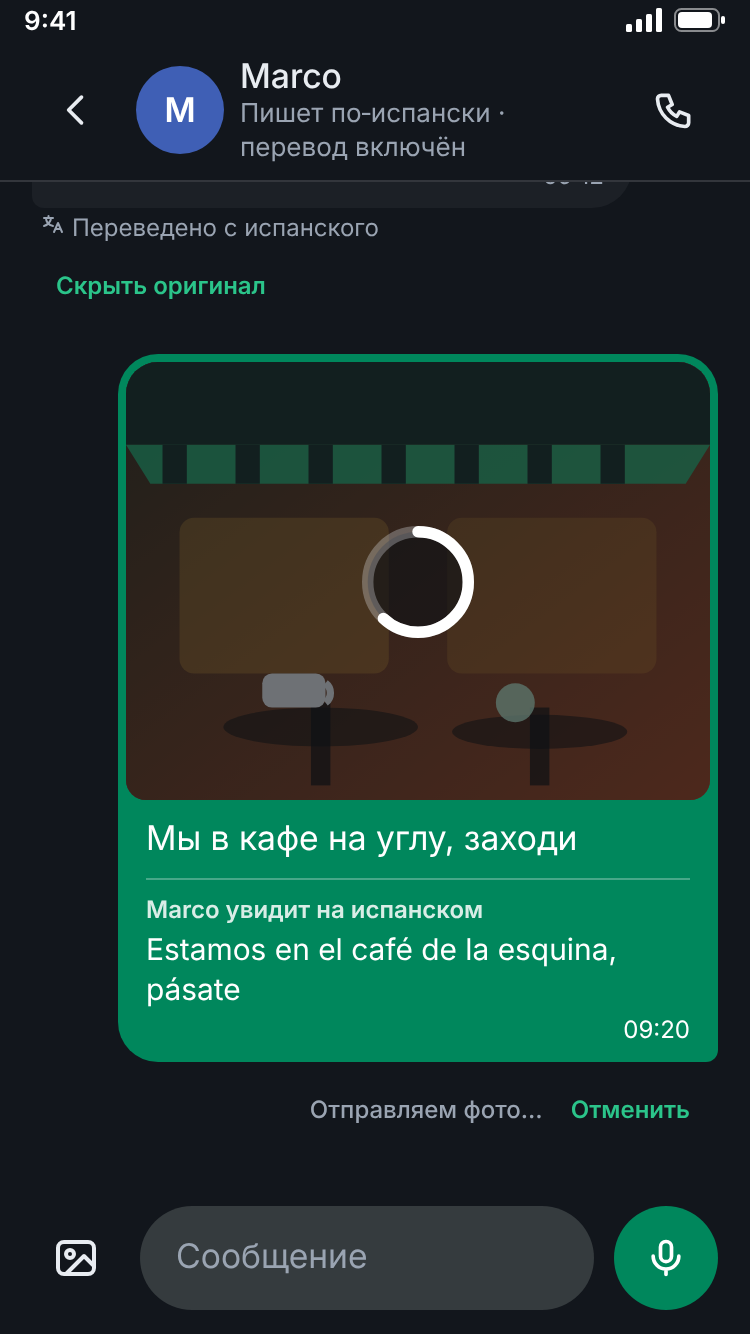 9:41
M
Marco
Пишет по-испански ·
перевод включён
Переведено с испанского
Скрыть оригинал
Мы в кафе на углу, заходи
Marco увидит на испанском
Estamos en el café de la esquina,
pásate
09:20
Отправляем фото...
Отменить
Сообщение